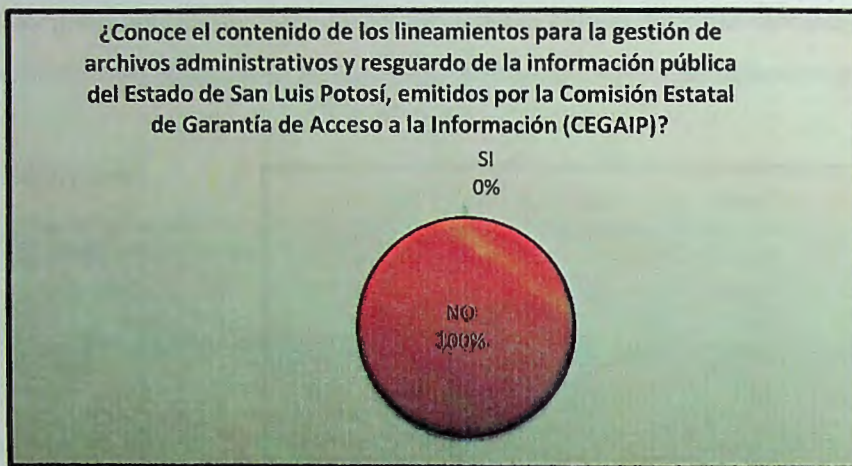 ¿Conoce el contenido de los lineamientos para la gestión de
archivos administrativos y resguardo de la información pública
del Estado de San Luis Potosí, emitidos por la Comisión Estatal
de Garantía de Acceso a la Información (CEGAIP)?
SI
0%
NO
100%